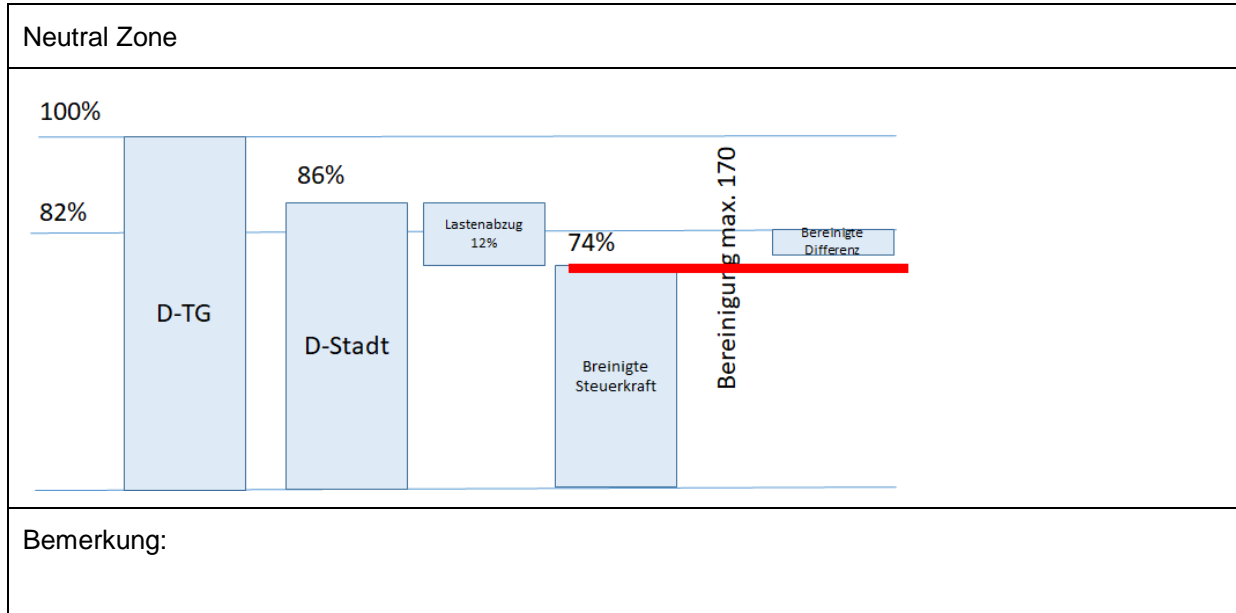 Neutral Zone
100%
86%
82%
Lastenabzug
12%
74%
Bereinigung max. 170
Bereinigte
Differenz
D-TG
D-Stadt
Breinigte
Steuerkraft
Bemerkung: